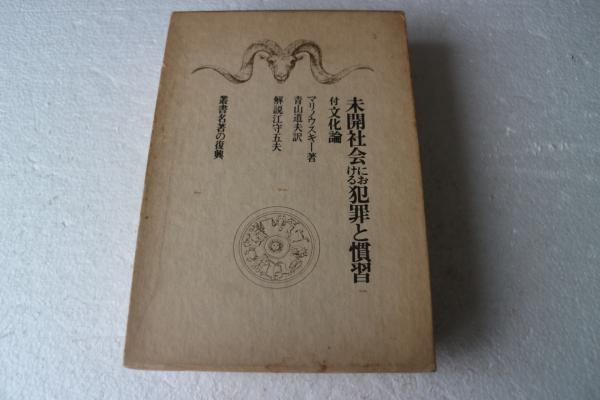 未開社会における犯罪と慣習
付文化論
マリノウスキー著
青山道夫訳
解説江守五夫
叢書名著の復興